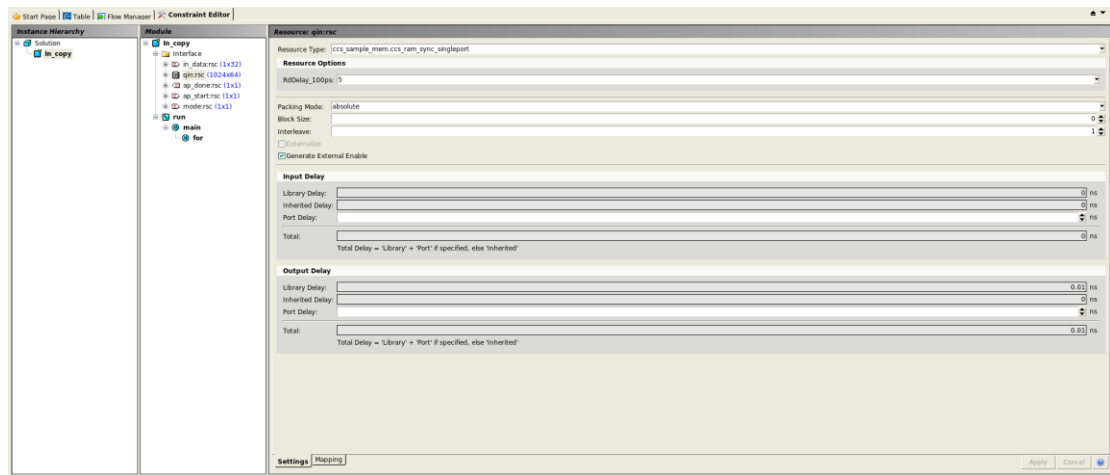 Start Page Table Flow Manager Constraint Editor
Instance Hierarchy
Solution
In_copy
Module
In_copy
Interface
in_data:rsc (1x32)
qin:rsc (1024x64)
ap_done:rsc (1x1)
ap_start:rsc (1x1)
mode:rsc (1x1)
run
main
for
Resource: qin:rsc
Resource Type: ccs_sample_mem.ccs_ram_sync_singleport
Resource Options
RdDelay_100ps: 5
Packing Mode: absolute
Block Size: 0
Interleave: 1
Externalize
Generate External Enable
Input Delay
Library Delay: 0 ns
Inherited Delay: 0 ns
Port Delay: ns
Total: 0 ns
Total Delay = 'Library' + 'Port' if specified, else 'Inherited'
Output Delay
Library Delay: 0.01 ns
Inherited Delay: 0 ns
Port Delay: ns
Total: 0.01 ns
Total Delay = 'Library' + 'Port' if specified, else 'Inherited'
Settings Mapping
Apply Cancel